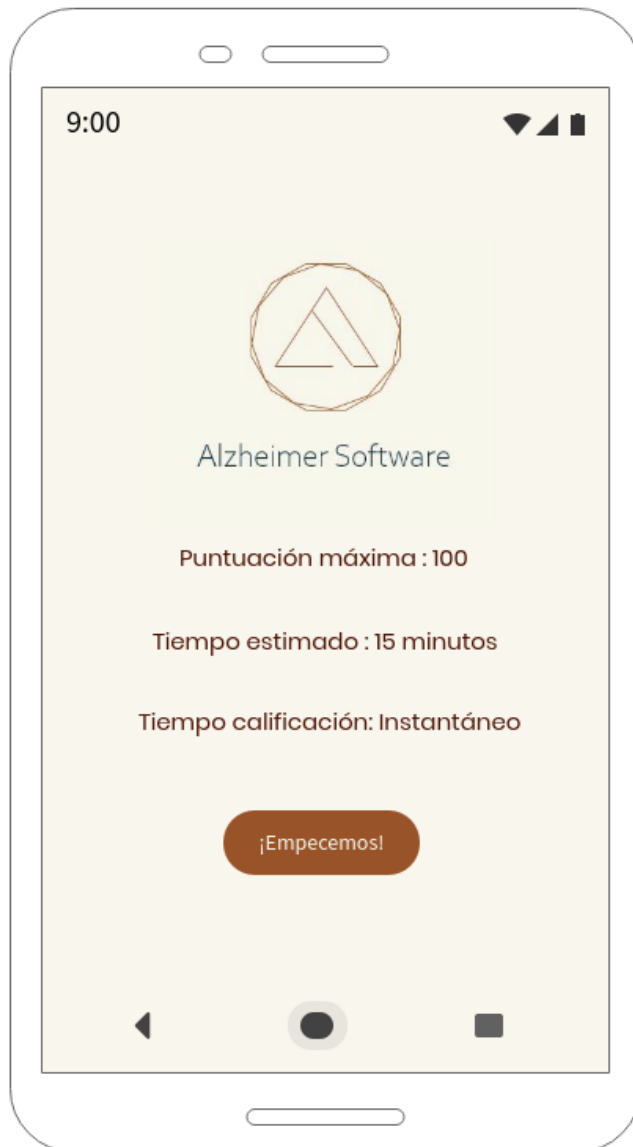 9:00
Alzheimer Software
Puntuación máxima : 100
Tiempo estimado : 15 minutos
Tiempo calificación: Instantáneo
¡Empecemos!